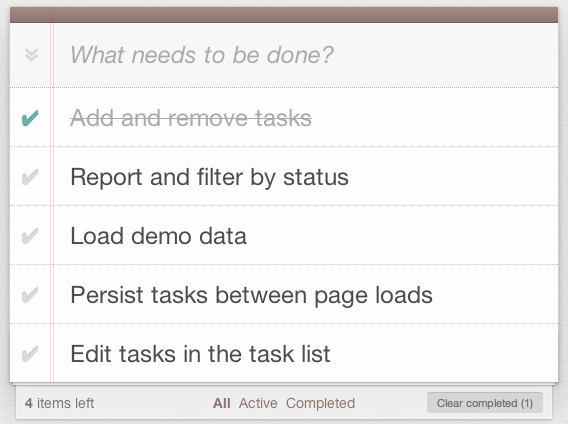 What needs to be done?
Add and remove tasks
Report and filter by status
Load demo data
Persist tasks between page loads
Edit tasks in the task list
4 items left All Active Completed Clear completed (1)